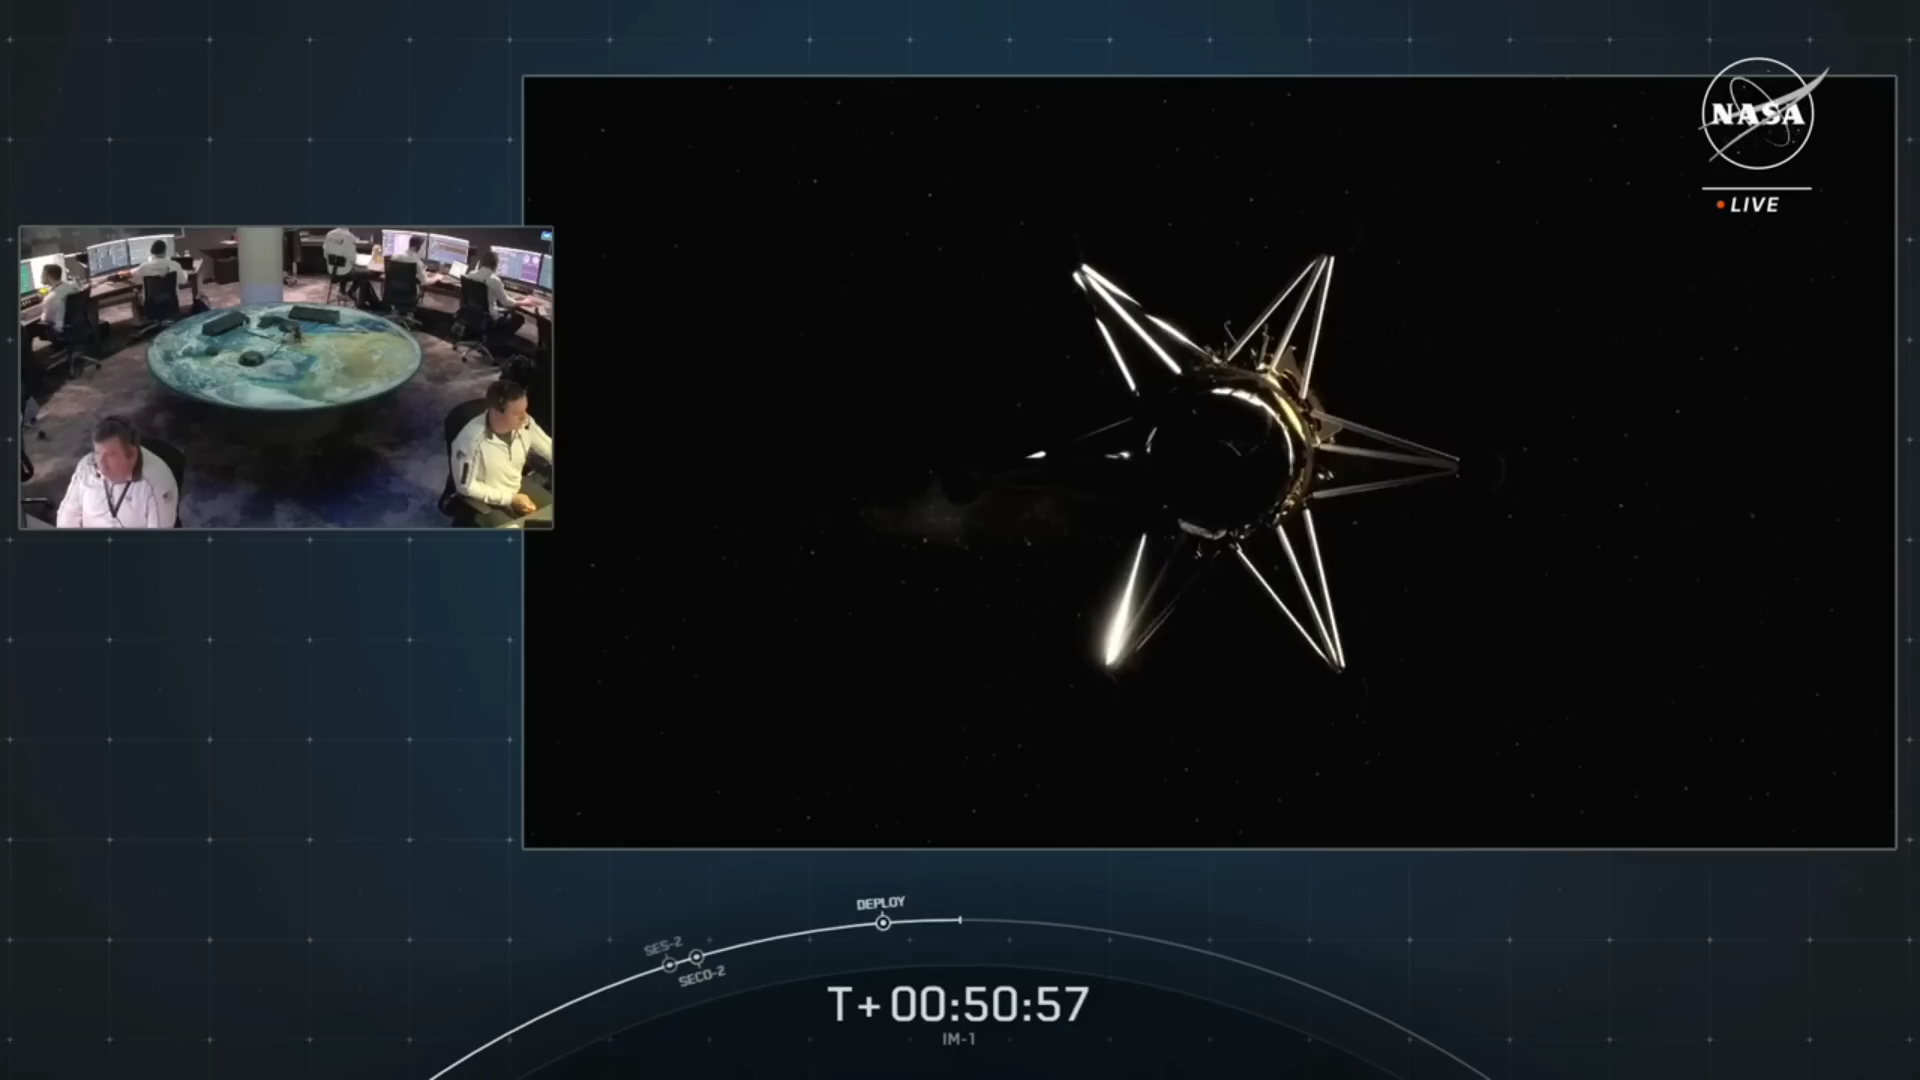 NASA
LIVE
DEPLOY
SES-2
SECO-2
T+ 00:50:57
IM-1